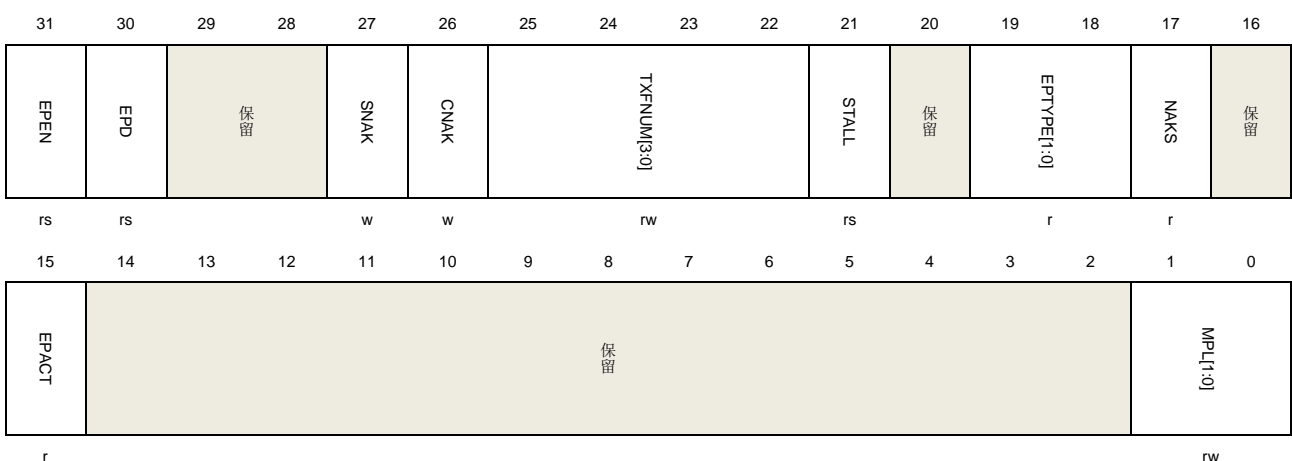 31 30 29 28 27 26 25 24 23 22 21 20 19 18 17 16
EPEN EPD 保留 SNAK CNAK TXFNUM[3:0] STALL 保留 EPTYPE[1:0] NAKS 保留
rs rs w w rw rs r r
15 14 13 12 11 10 9 8 7 6 5 4 3 2 1 0
EPACT 保留 MPL[1:0]
r rw